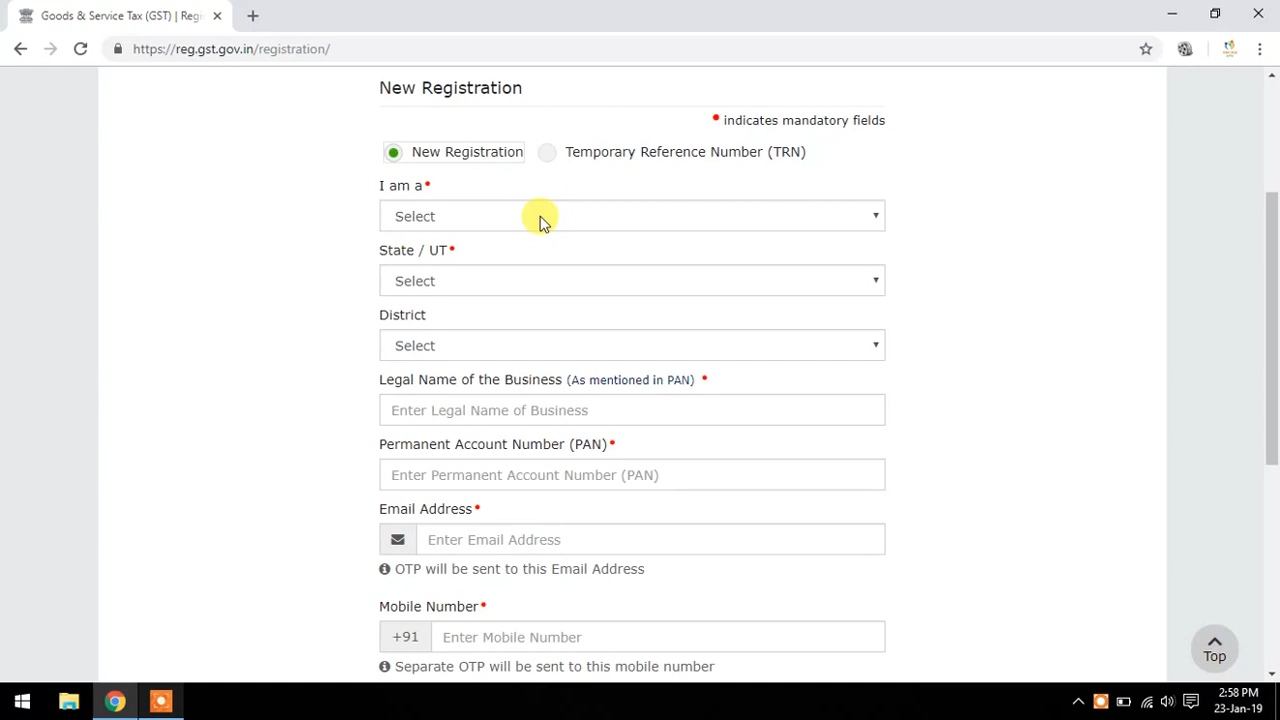 Goods & Service Tax (GST) | Regi
https://reg.gst.gov.in/registration/
New Registration
• indicates mandatory fields
New Registration
Temporary Reference Number (TRN)
I am a•
Select
State / UT•
Select
District
Select
Legal Name of the Business (As mentioned in PAN) •
Enter Legal Name of Business
Permanent Account Number (PAN)•
Enter Permanent Account Number (PAN)
Email Address•
Enter Email Address
OTP will be sent to this Email Address
Mobile Number•
+91 Enter Mobile Number
Separate OTP will be sent to this mobile number
Top
2:58 PM
23-Jan-19